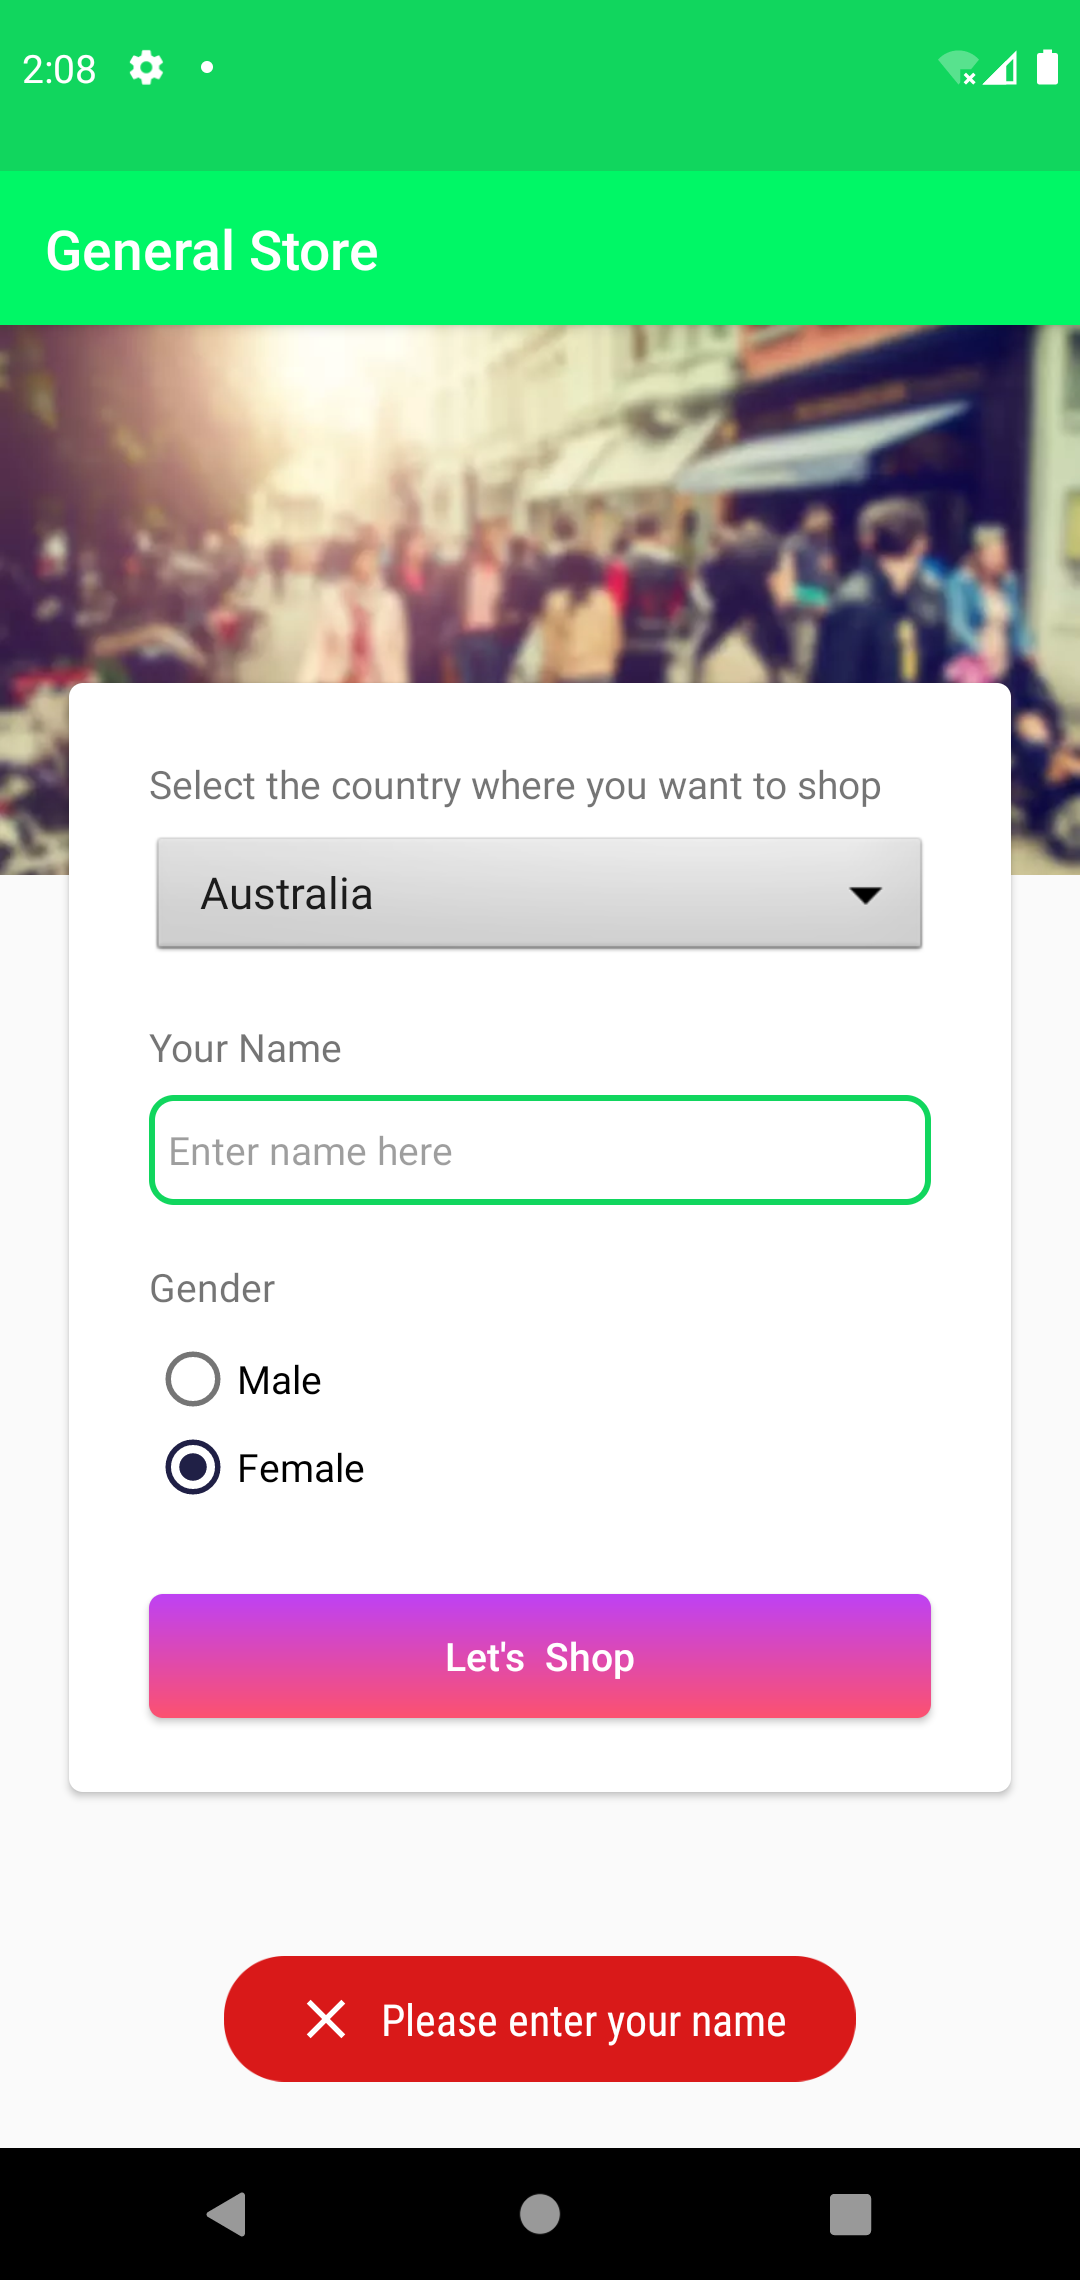 2:08
General Store
Select the country where you want to shop
Australia
Your Name
Enter name here
Gender
Male
Female
Let's  Shop
Please enter your name